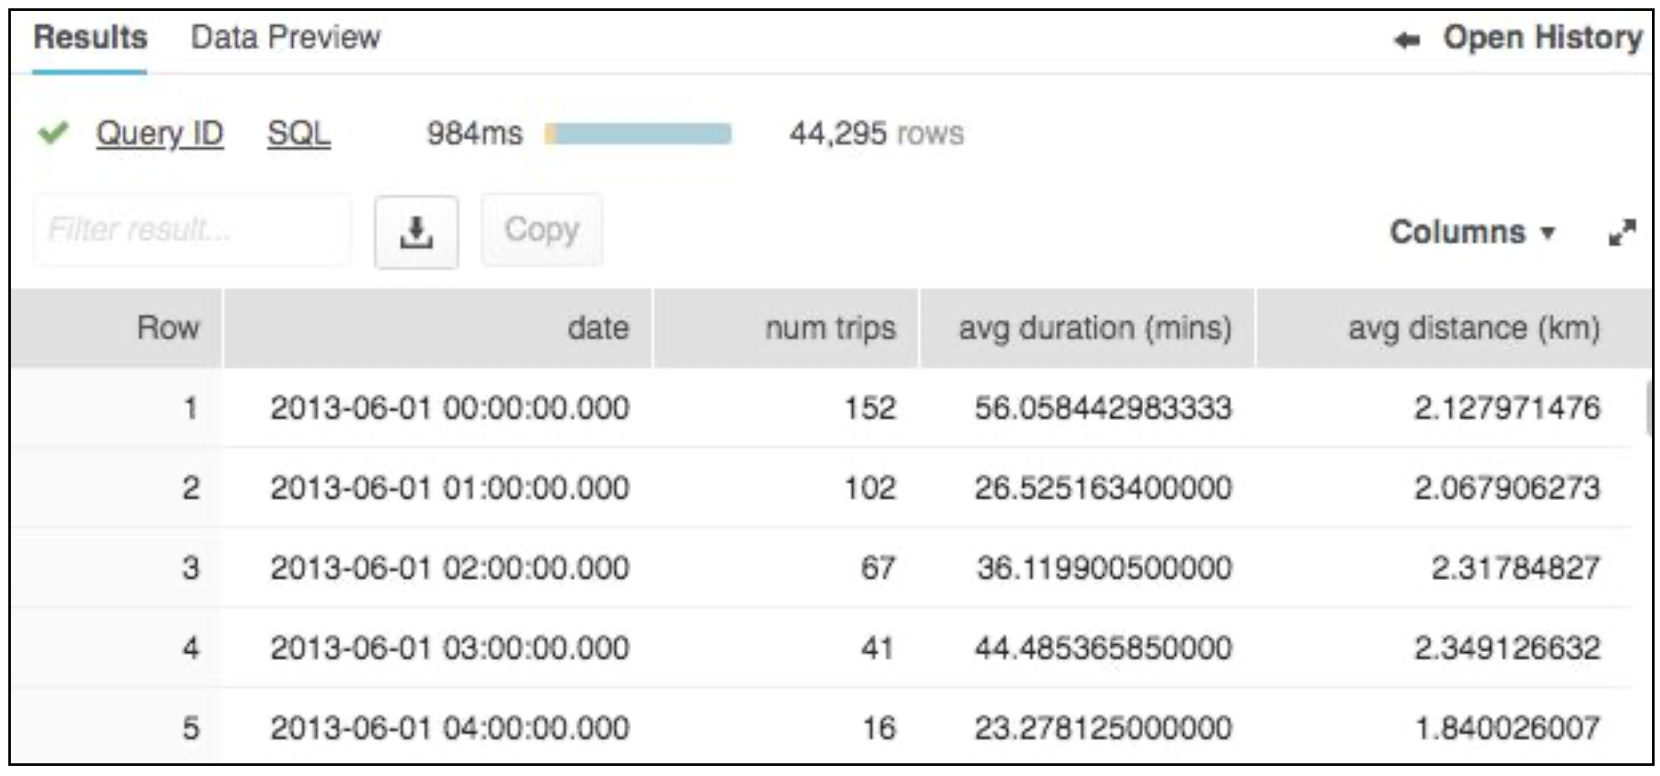 Results Data Preview Open History
Query ID SQL 984ms 44,295 rows
Filter result... Copy Columns
Row date num trips avg duration (mins) avg distance (km)
1 2013-06-01 00:00:00.000 152 56.058442983333 2.127971476
2 2013-06-01 01:00:00.000 102 26.525163400000 2.067906273
3 2013-06-01 02:00:00.000 67 36.119900500000 2.31784827
4 2013-06-01 03:00:00.000 41 44.485365850000 2.349126632
5 2013-06-01 04:00:00.000 16 23.278125000000 1.840026007